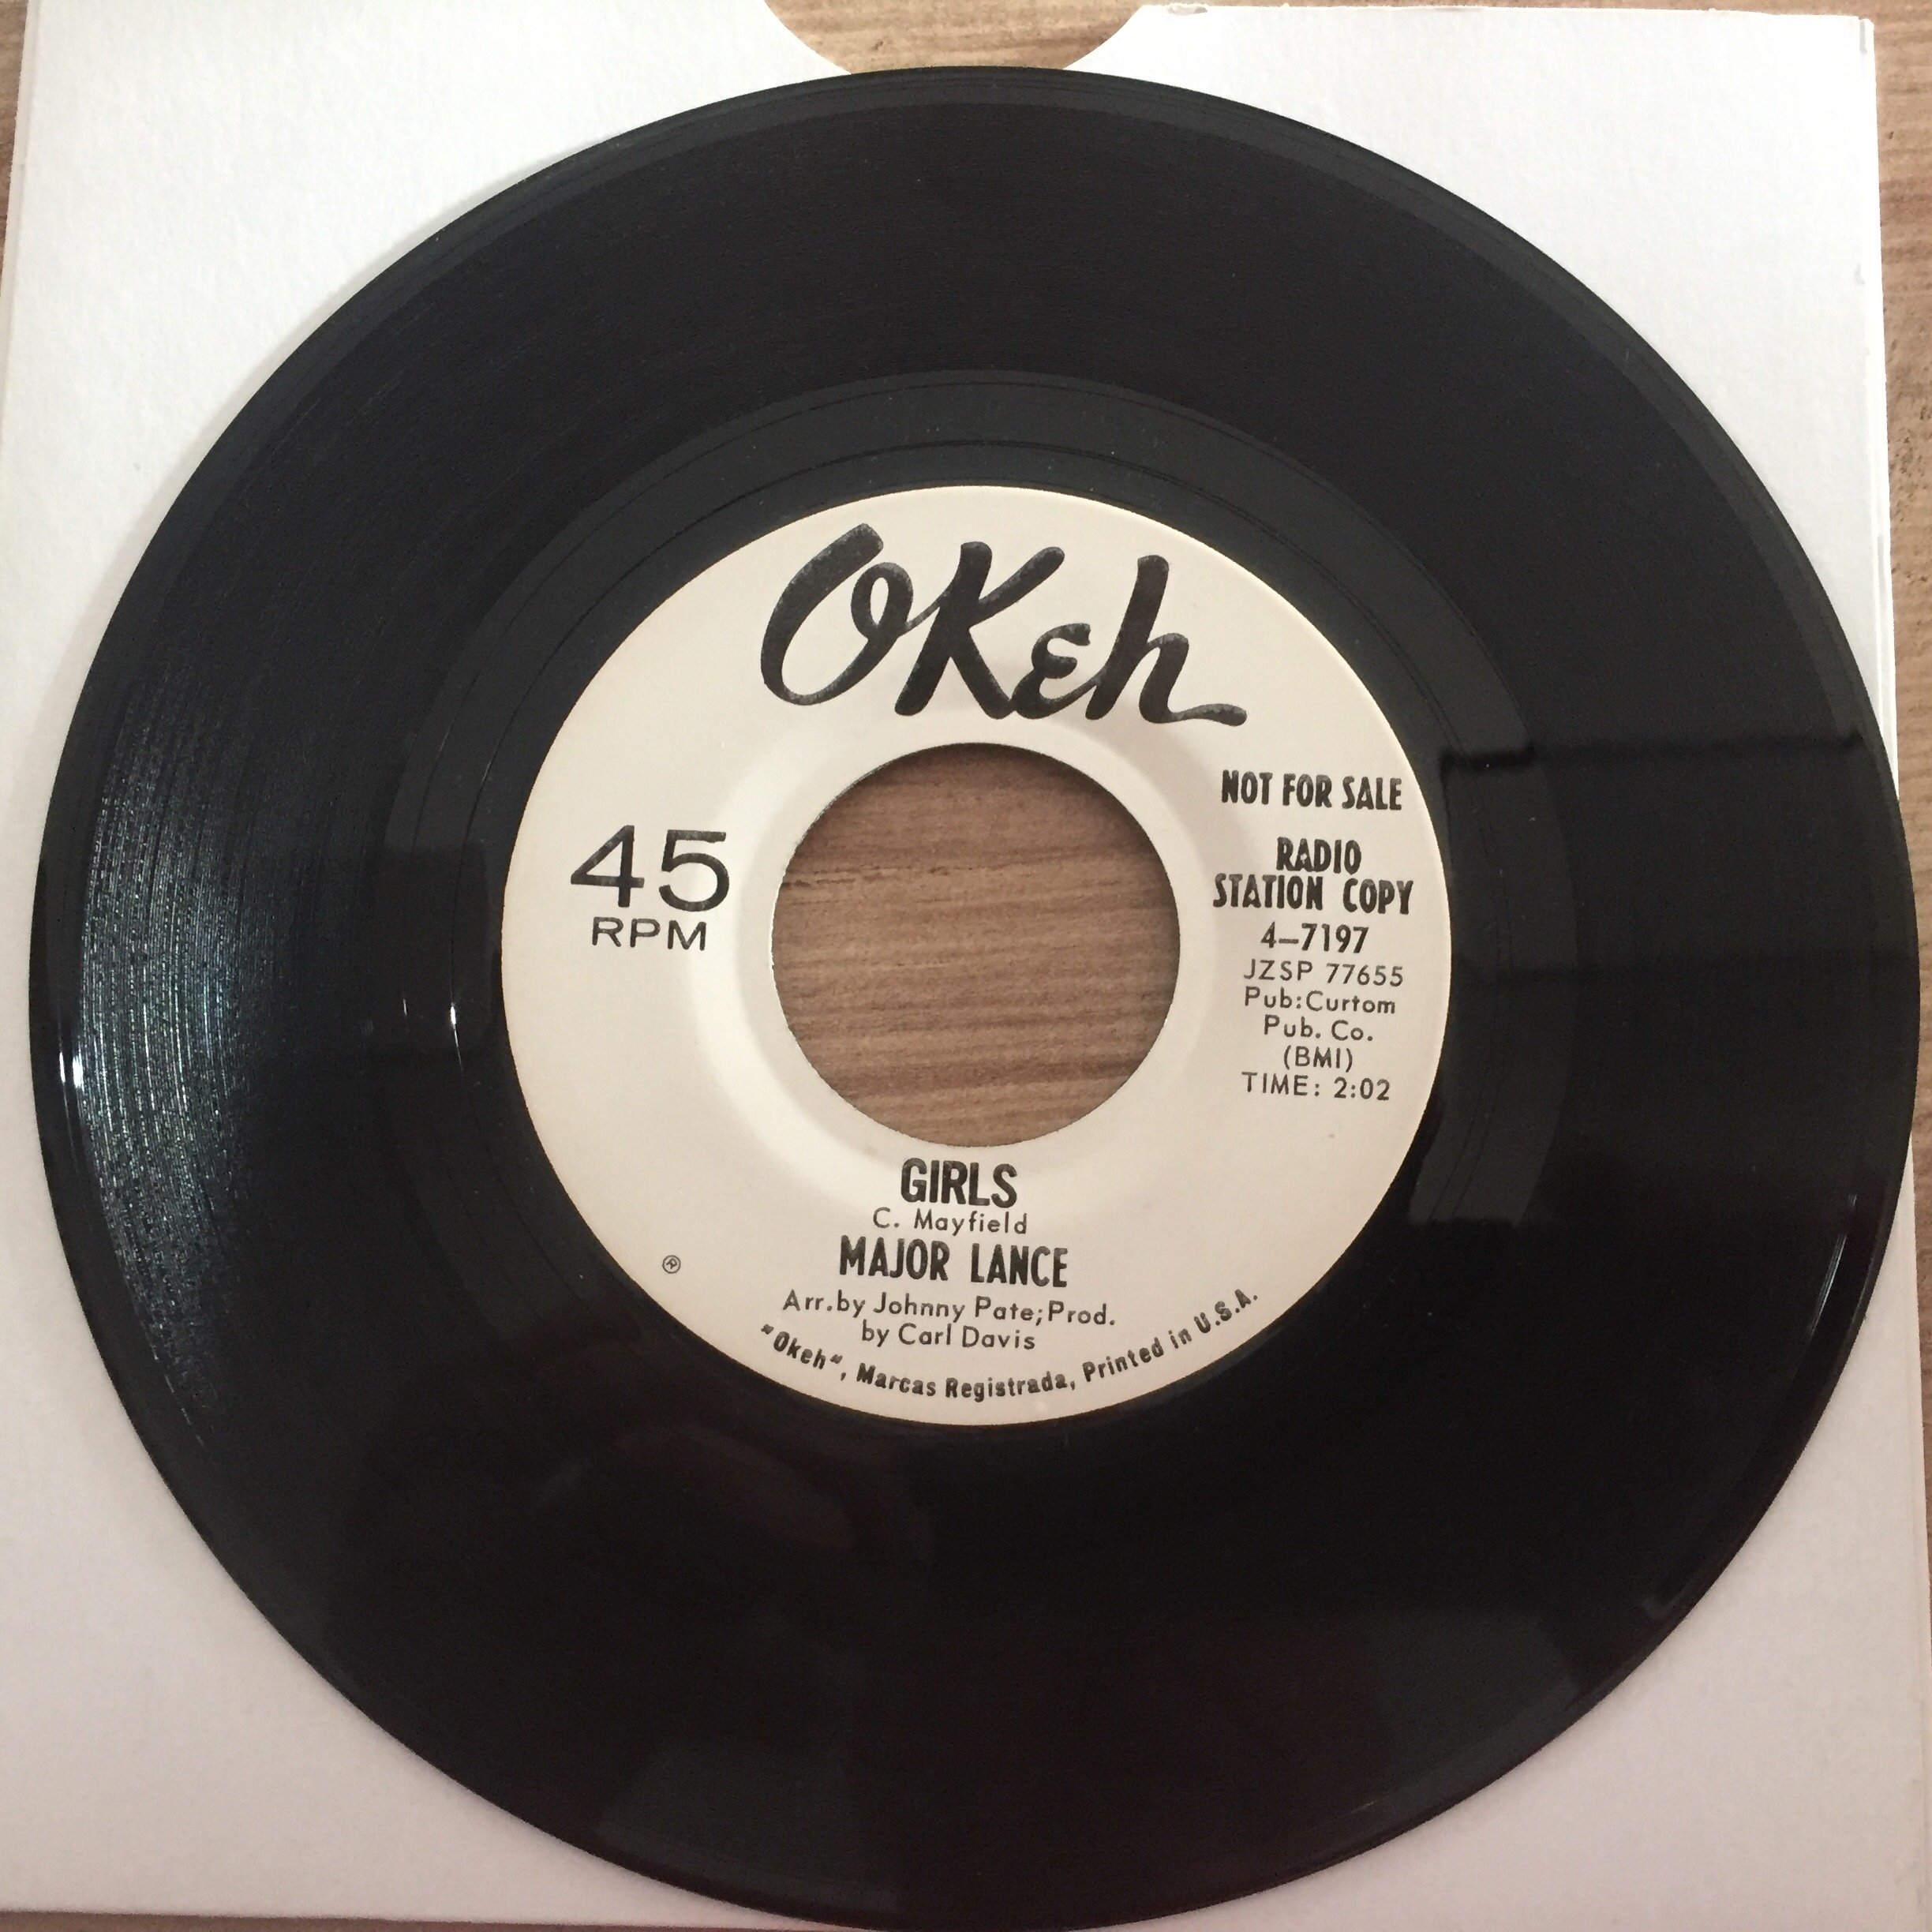 OKeh
NOT FOR SALE
45
RPM
RADIO
STATION COPY
4-7197
JZSP 77655
Pub:Curtom
Pub. Co.
(BMI)
TIME: 2:02
GIRLS
C. Mayfield
MAJOR LANCE
®
Arr.by Johnny Pate;Prod.
by Carl Davis
"Okeh", Marcas Registrada, Printed in U.S.A.